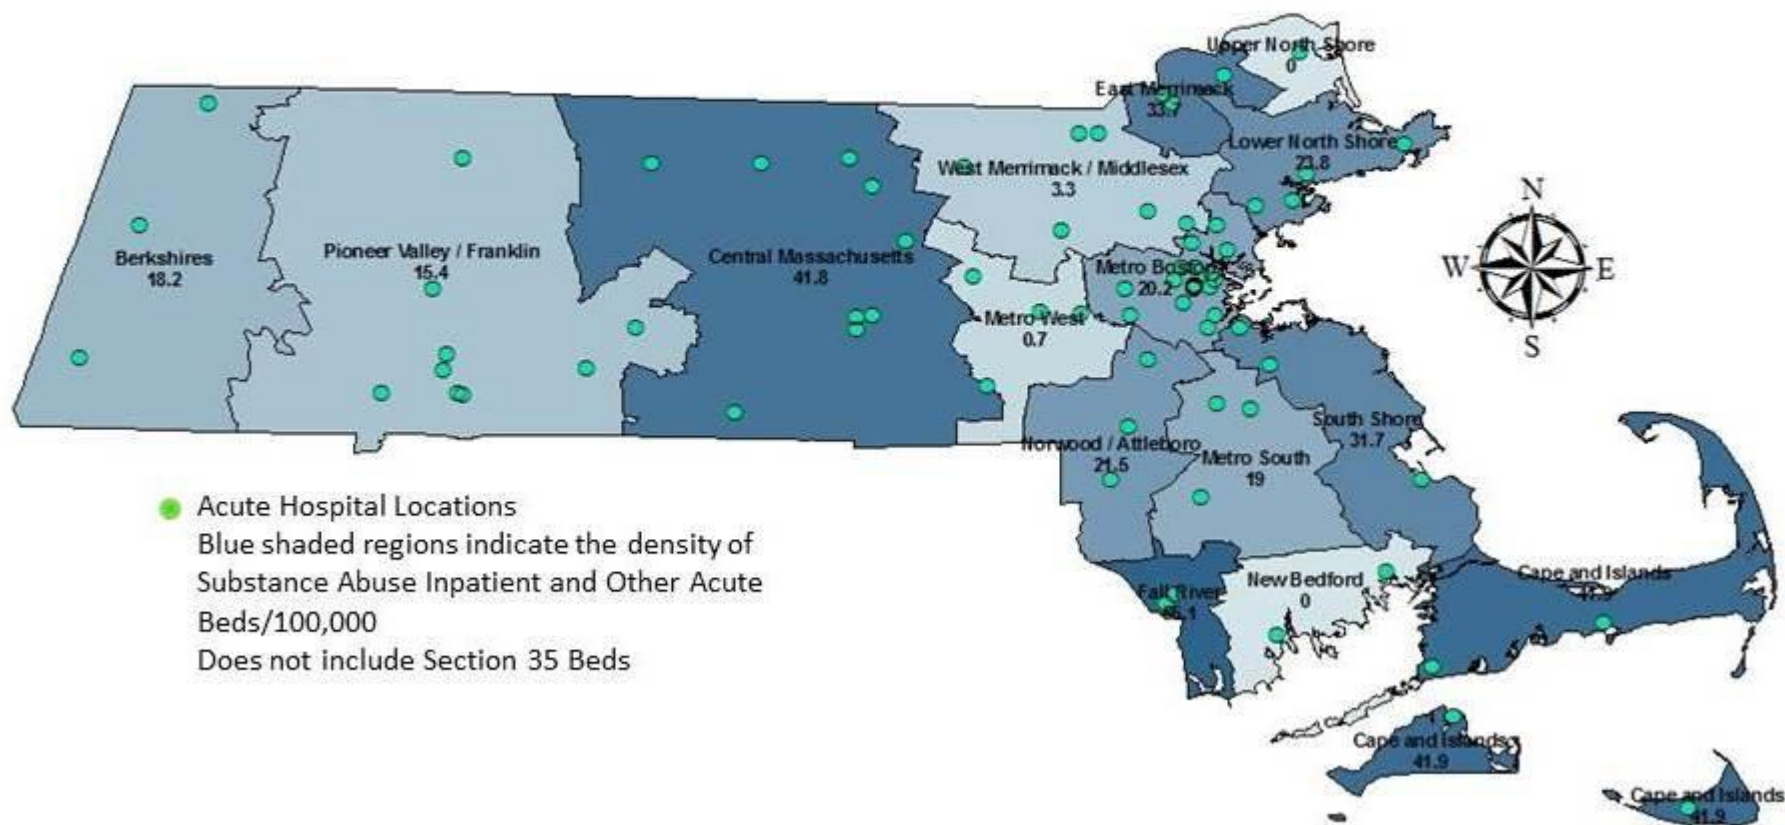 Upper North Shore
0
East Merrimack
33.7
Lower North Shore
23.8
West Merrimack / Middlesex
3.3
N
W
E
S
Berkshires
18.2
Pioneer Valley / Franklin
15.4
Central Massachusetts
41.8
Metro Boston
20.2
Metro West
0.7
South Shore
31.7
Norwood / Attleboro
21.5
Metro South
19
Acute Hospital Locations
Blue shaded regions indicate the density of
Substance Abuse Inpatient and Other Acute
Beds/100,000
Does not include Section 35 Beds
Fall River
New Bedford
0
Cape and Islands
41.9
Cape and Islands
41.9
Cape and Islands
41.9